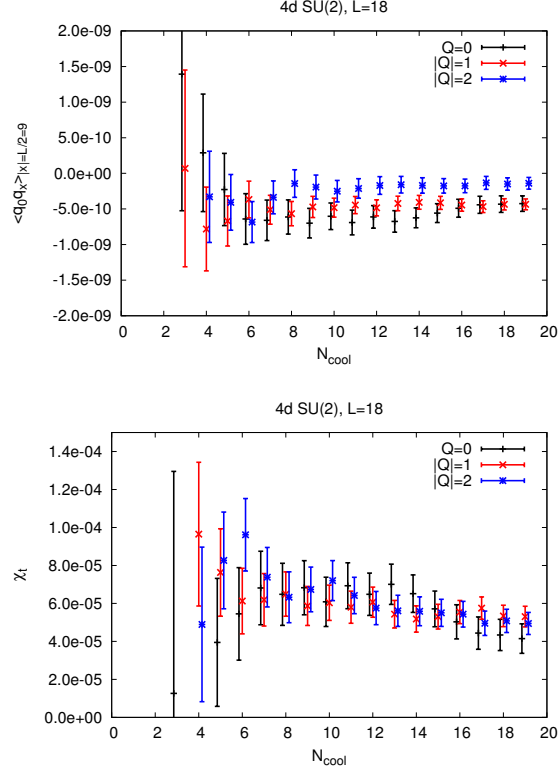 4d SU(2), L=18
Q=0
|Q|=1
|Q|=2
<q₀qₓ>|x|=L/2=9
2.0e-09
1.5e-09
1.0e-09
5.0e-10
0.0e+00
-5.0e-10
-1.0e-09
-1.5e-09
-2.0e-09
0 2 4 6 8 10 12 14 16 18 20
N_cool
4d SU(2), L=18
Q=0
|Q|=1
|Q|=2
χₜ
1.4e-04
1.2e-04
1.0e-04
8.0e-05
6.0e-05
4.0e-05
2.0e-05
0.0e+00
0 2 4 6 8 10 12 14 16 18 20
N_cool